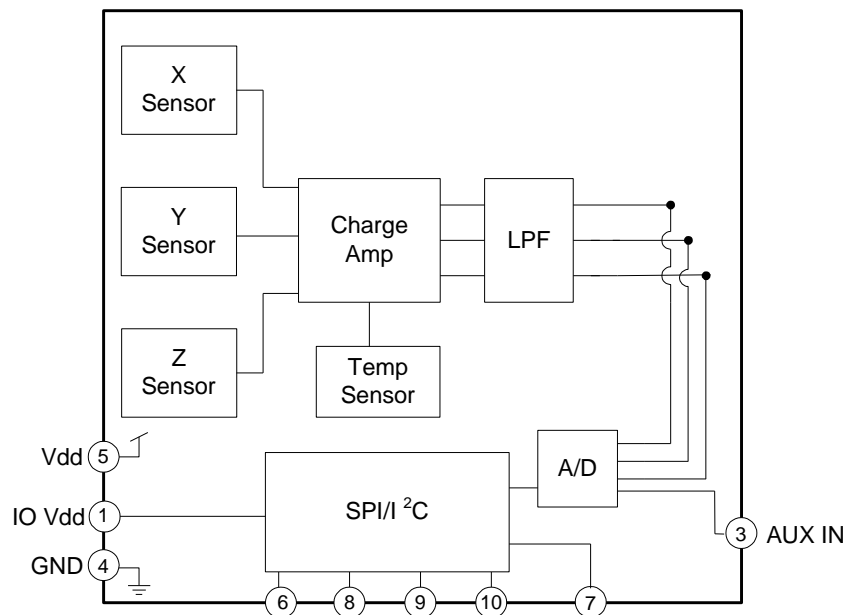 X
Sensor
Y
Sensor
Charge
Amp
LPF
Z
Sensor
Temp
Sensor
Vdd 5
A/D
IO Vdd 1
SPI/I ²C
3 AUX IN
GND 4
6 8 9 10 7